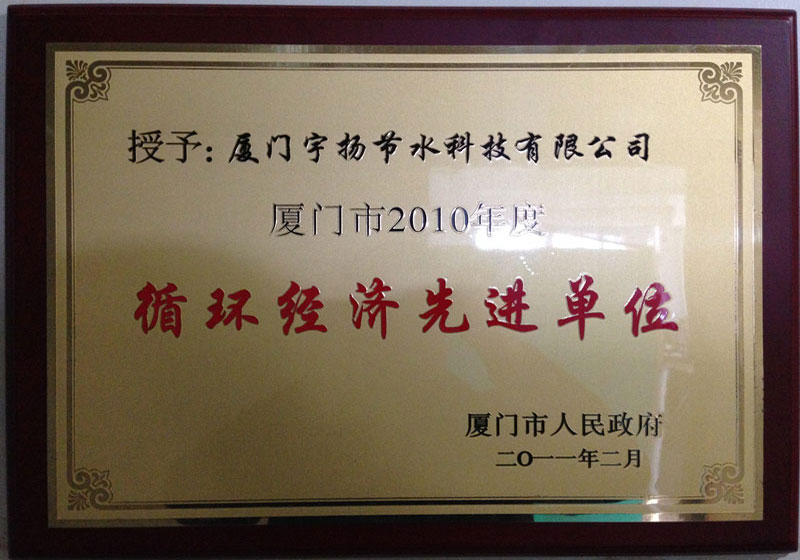 授予：厦门宇扬节水科技有限公司
厦门市2010年度
循环经济先进单位
厦门市人民政府
二〇一一年二月